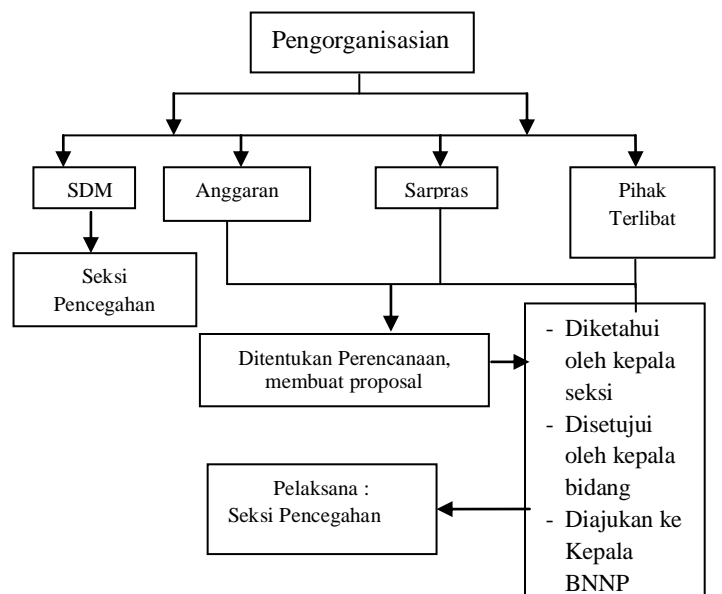 Pengorganisasian
SDM
Anggaran
Sarpras
Pihak
Terlibat
Seksi
Pencegahan
Ditentukan Perencanaan,
membuat proposal
- Diketahui
oleh kepala
seksi
- Disetujui
oleh kepala
bidang
- Diajukan ke
Kepala
BNNP
Pelaksana :
Seksi Pencegahan